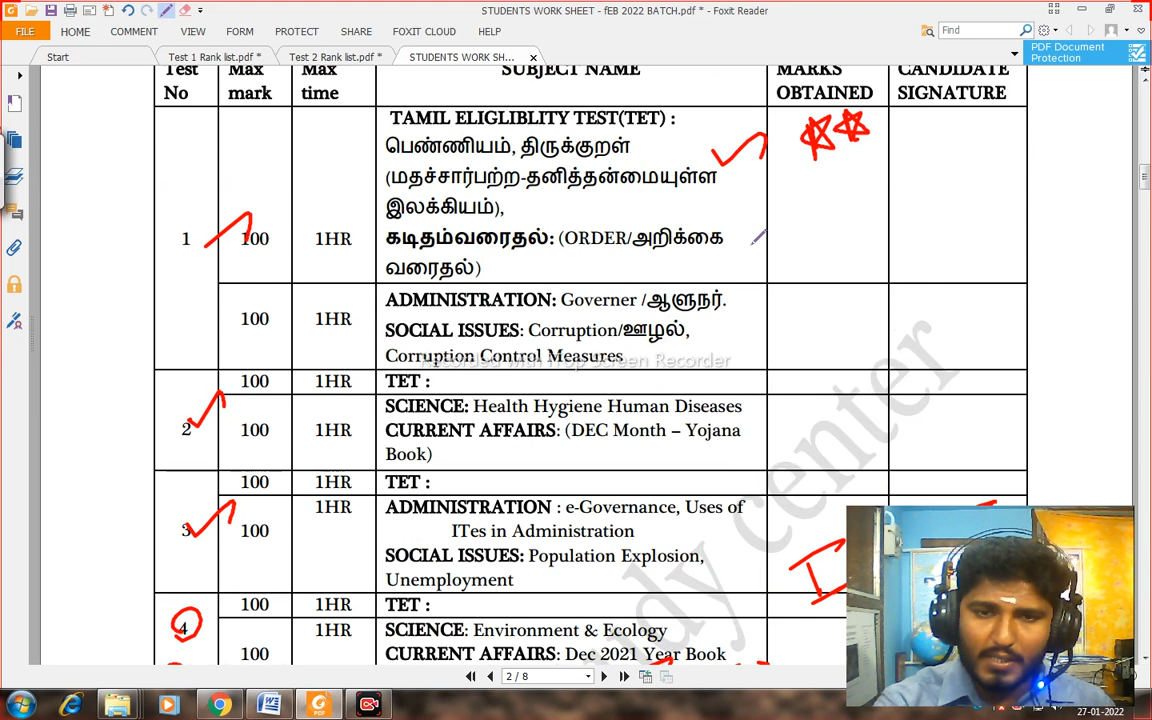 STUDENTS WORK SHEET - fEB 2022 BATCH.pdf * - Foxit Reader
FILE HOME COMMENT VIEW FORM PROTECT SHARE FOXIT CLOUD HELP
Find
Start Test 1 Rank list.pdf * Test 2 Rank list.pdf * STUDENTS WORK SH...
PDF Document Protection
Test No Max mark Max time SUBJECT NAME MARKS OBTAINED CANDIDATE SIGNATURE
TAMIL ELIGLIBLITY TEST(TET) :
பெண்ணியம், திருக்குறள்
(மதச்சார்பற்ற-தனித்தன்மையுள்ள
இலக்கியம்),
1 100 1HR கடிதம்வரைதல்: (ORDER/அறிக்கை
வரைதல்)
ADMINISTRATION: Governer /ஆளுநர்.
100 1HR SOCIAL ISSUES: Corruption/ஊழல்,
Corruption Control Measures
Recorded with iTop Screen Recorder
100 1HR TET :
SCIENCE: Health Hygiene Human Diseases
2 100 1HR CURRENT AFFAIRS: (DEC Month – Yojana
Book)
100 1HR TET :
1HR ADMINISTRATION : e-Governance, Uses of
3 100 ITes in Administration
SOCIAL ISSUES: Population Explosion,
Unemployment
100 1HR TET :
4 1HR SCIENCE: Environment & Ecology
100 CURRENT AFFAIRS: Dec 2021 Year Book
ndy center
2 / 8
27-01-2022